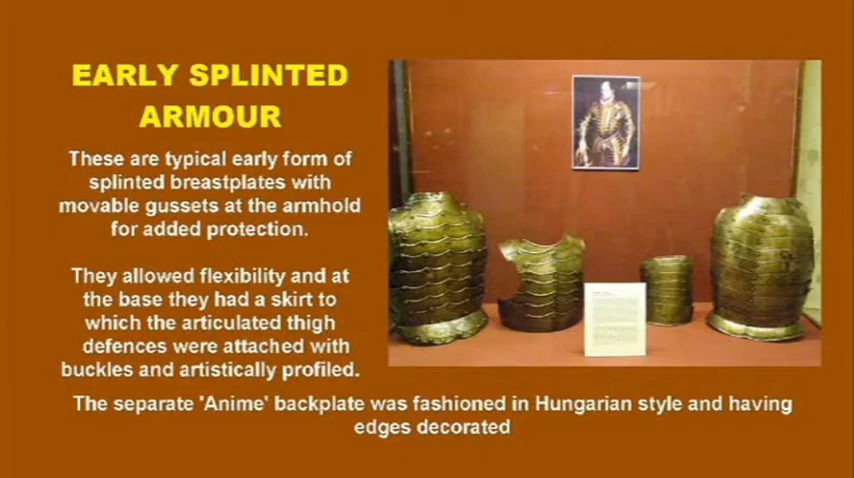 EARLY SPLINTED
ARMOUR
These are typical early form of
splinted breastplates with
movable gussets at the armhold
for added protection.
They allowed flexibility and at
the base they had a skirt to
which the articulated thigh
defences were attached with
buckles and artistically profiled.
The separate 'Anime' backplate was fashioned in Hungarian style and having
edges decorated